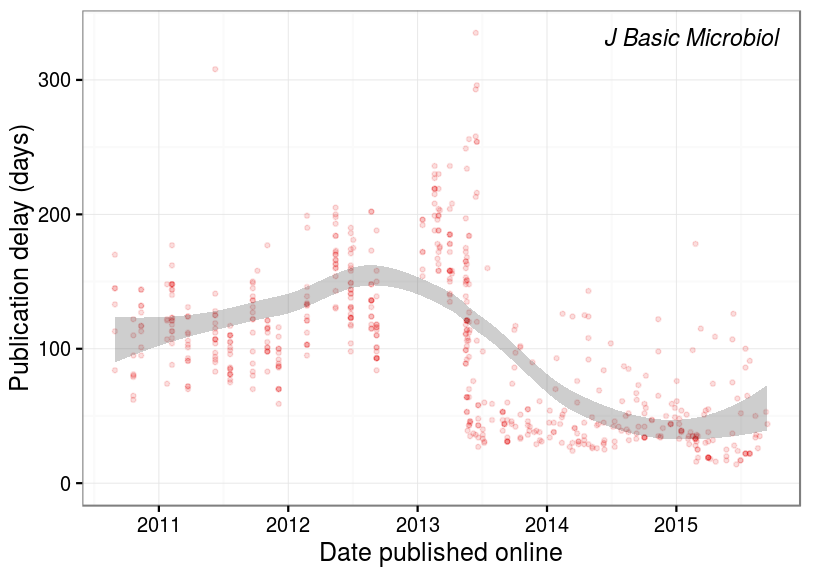 J Basic Microbiol
Publication delay (days)
300
200
100
0
2011 2012 2013 2014 2015
Date published online